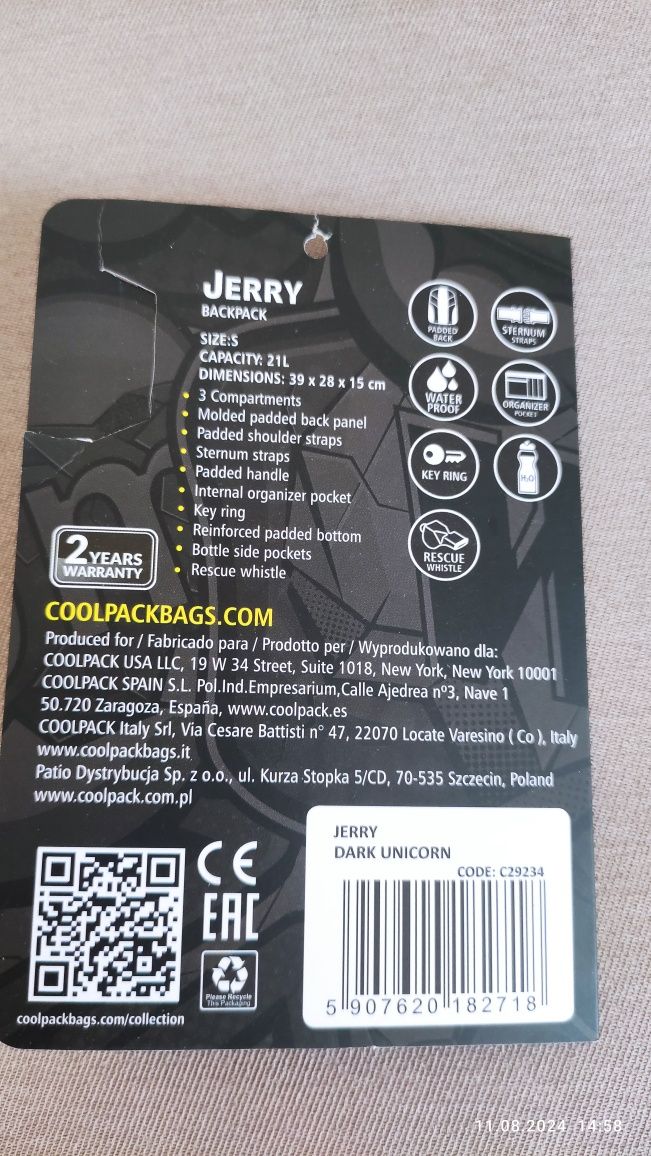 JERRY
BACKPACK
SIZE:S
CAPACITY: 21L
DIMENSIONS: 39 x 28 x 15 cm
• 3 Compartments
• Molded padded back panel
• Padded shoulder straps
• Sternum straps
• Padded handle
• Internal organizer pocket
• Key ring
• Reinforced padded bottom
• Bottle side pockets
• Rescue whistle
PADDED
BACK
STERNUM
STRAPS
WATER
PROOF
ORGANIZER
POCKET
KEY RING
H₂O
RESCUE
WHISTLE
2 YEARS
WARRANTY
COOLPACKBAGS.COM
Produced for / Fabricado para / Prodotto per / Wyprodukowano dla:
COOLPACK USA LLC, 19 W 34 Street, Suite 1018, New York, New York 10001
COOLPACK SPAIN S.L. Pol.Ind.Empresarium,Calle Ajedrea nº3, Nave 1
50.720 Zaragoza, España, www.coolpack.es
COOLPACK Italy Srl, Via Cesare Battisti n° 47, 22070 Locate Varesino ( Co ), Italy
www.coolpackbags.it
Patio Dystrybucja Sp. z o.o., ul. Kurza Stopka 5/CD, 70-535 Szczecin, Poland
www.coolpack.com.pl
CE
EAC
Please Recycle
This Packaging
coolpackbags.com/collection
JERRY
DARK UNICORN
CODE: C29234
5 907620 182718
11.08.2024 14:58